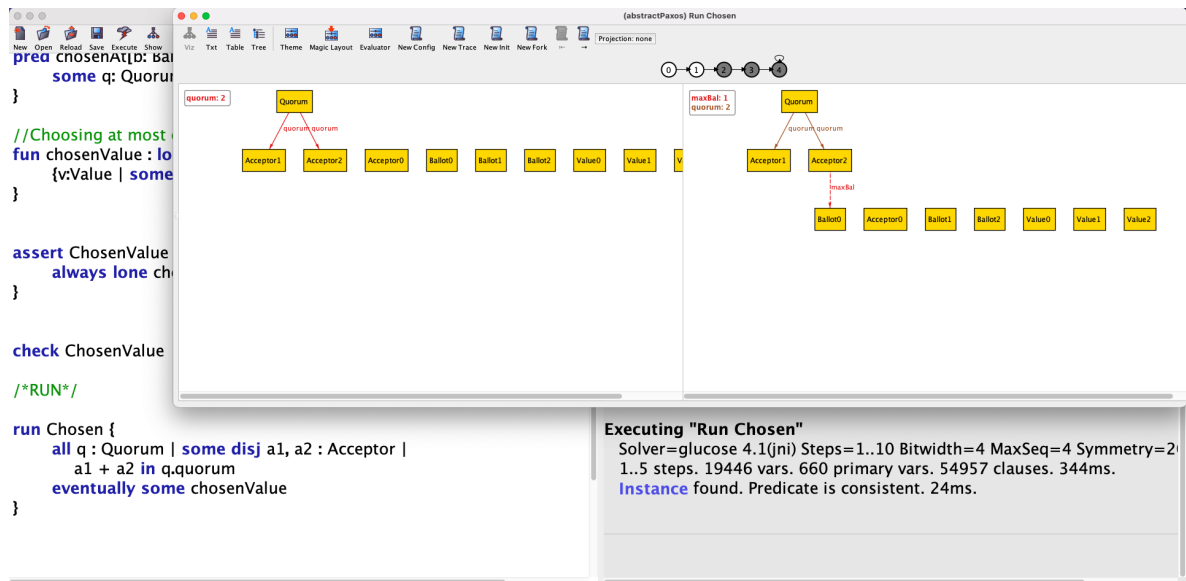 (abstractPaxos) Run Chosen
New Open Reload Save Execute Show
Viz Txt Table Tree Theme Magic Layout Evaluator New Config New Trace New Init New Fork ← → Projection: none
0 1 2 3 4
pred chosenAt[b:
some q: Quorum
}
//Choosing at most
fun chosenValue : lo
{v:Value | some
}
assert ChosenValue
always lone ch
}
check ChosenValue
/*RUN*/
run Chosen {
all q : Quorum | some disj a1, a2 : Acceptor |
a1 + a2 in q.quorum
eventually some chosenValue
}
quorum: 2
Quorum
quorum quorum
Acceptor1 Acceptor2 Acceptor0 Ballot0 Ballot1 Ballot2 Value0 Value1 V
maxBal: 1
quorum: 2
Quorum
quorum quorum
Acceptor1 Acceptor2
maxBal
Ballot0 Acceptor0 Ballot1 Ballot2 Value0 Value1 Value2
Executing "Run Chosen"
Solver=glucose 4.1(jni) Steps=1..10 Bitwidth=4 MaxSeq=4 Symmetry=2
1..5 steps. 19446 vars. 660 primary vars. 54957 clauses. 344ms.
Instance found. Predicate is consistent. 24ms.